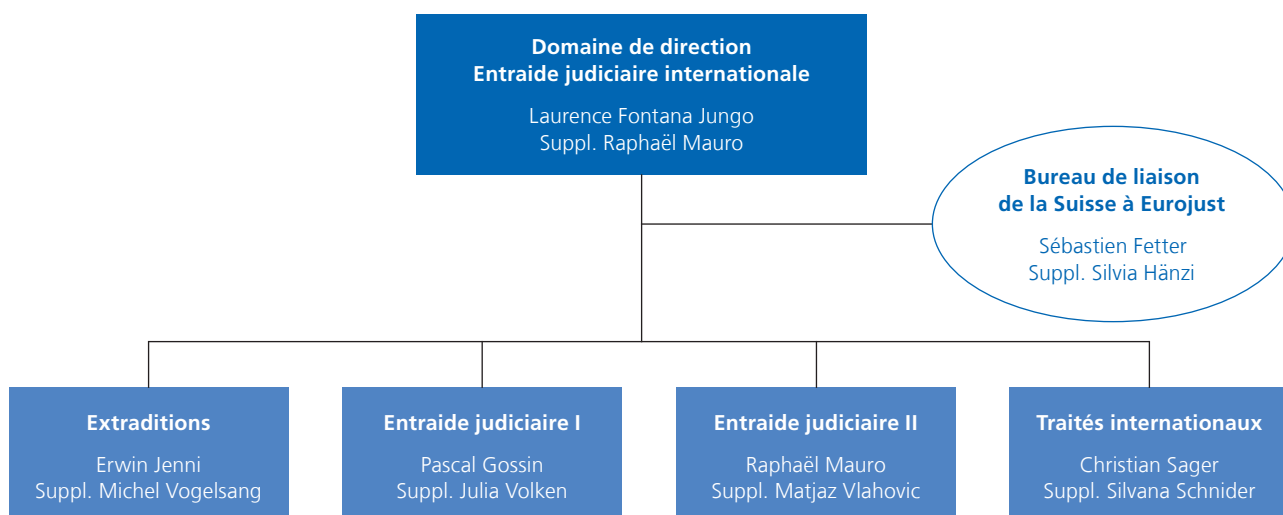 Domaine de direction
Entraide judiciaire internationale
Laurence Fontana Jungo
Suppl. Raphaël Mauro
Bureau de liaison
de la Suisse à Eurojust
Sébastien Fetter
Suppl. Silvia Hänzi
Extraditions
Erwin Jenni
Suppl. Michel Vogelsang
Entraide judiciaire I
Pascal Gossin
Suppl. Julia Volken
Entraide judiciaire II
Raphaël Mauro
Suppl. Matjaz Vlahovic
Traités internationaux
Christian Sager
Suppl. Silvana Schnider